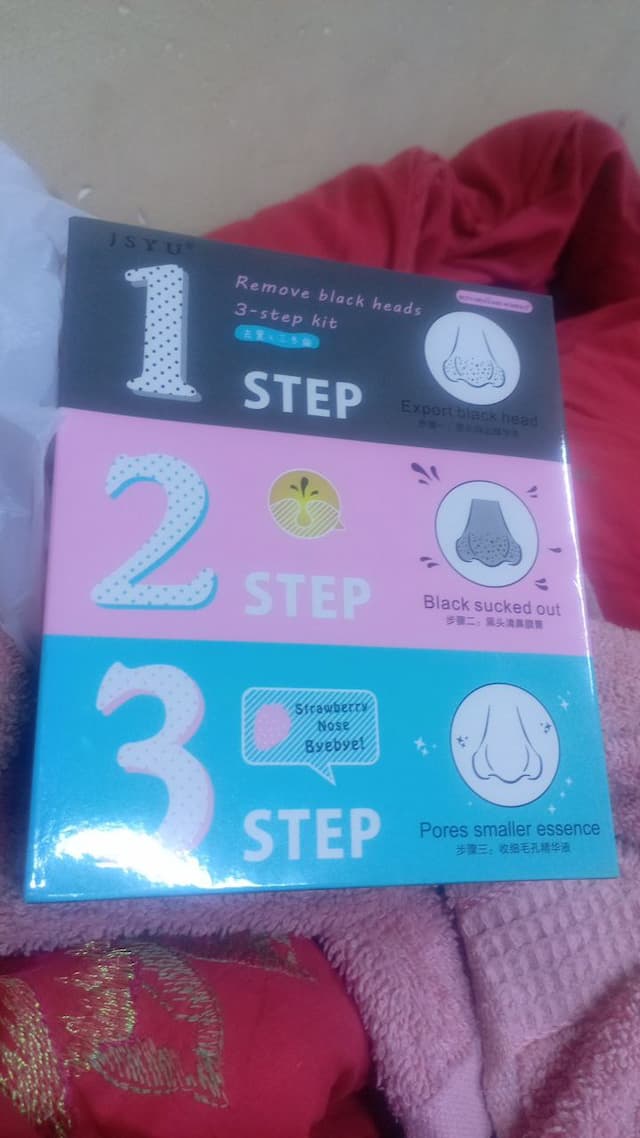 JSYU®
Remove black heads
3-step kit
1
STEP
Export black head
2
STEP
Black sucked out
步骤二：黑头清鼻膜膏
3
Strawberry
Nose
Byebye!
STEP
Pores smaller essence
步骤三：收细毛孔精华液